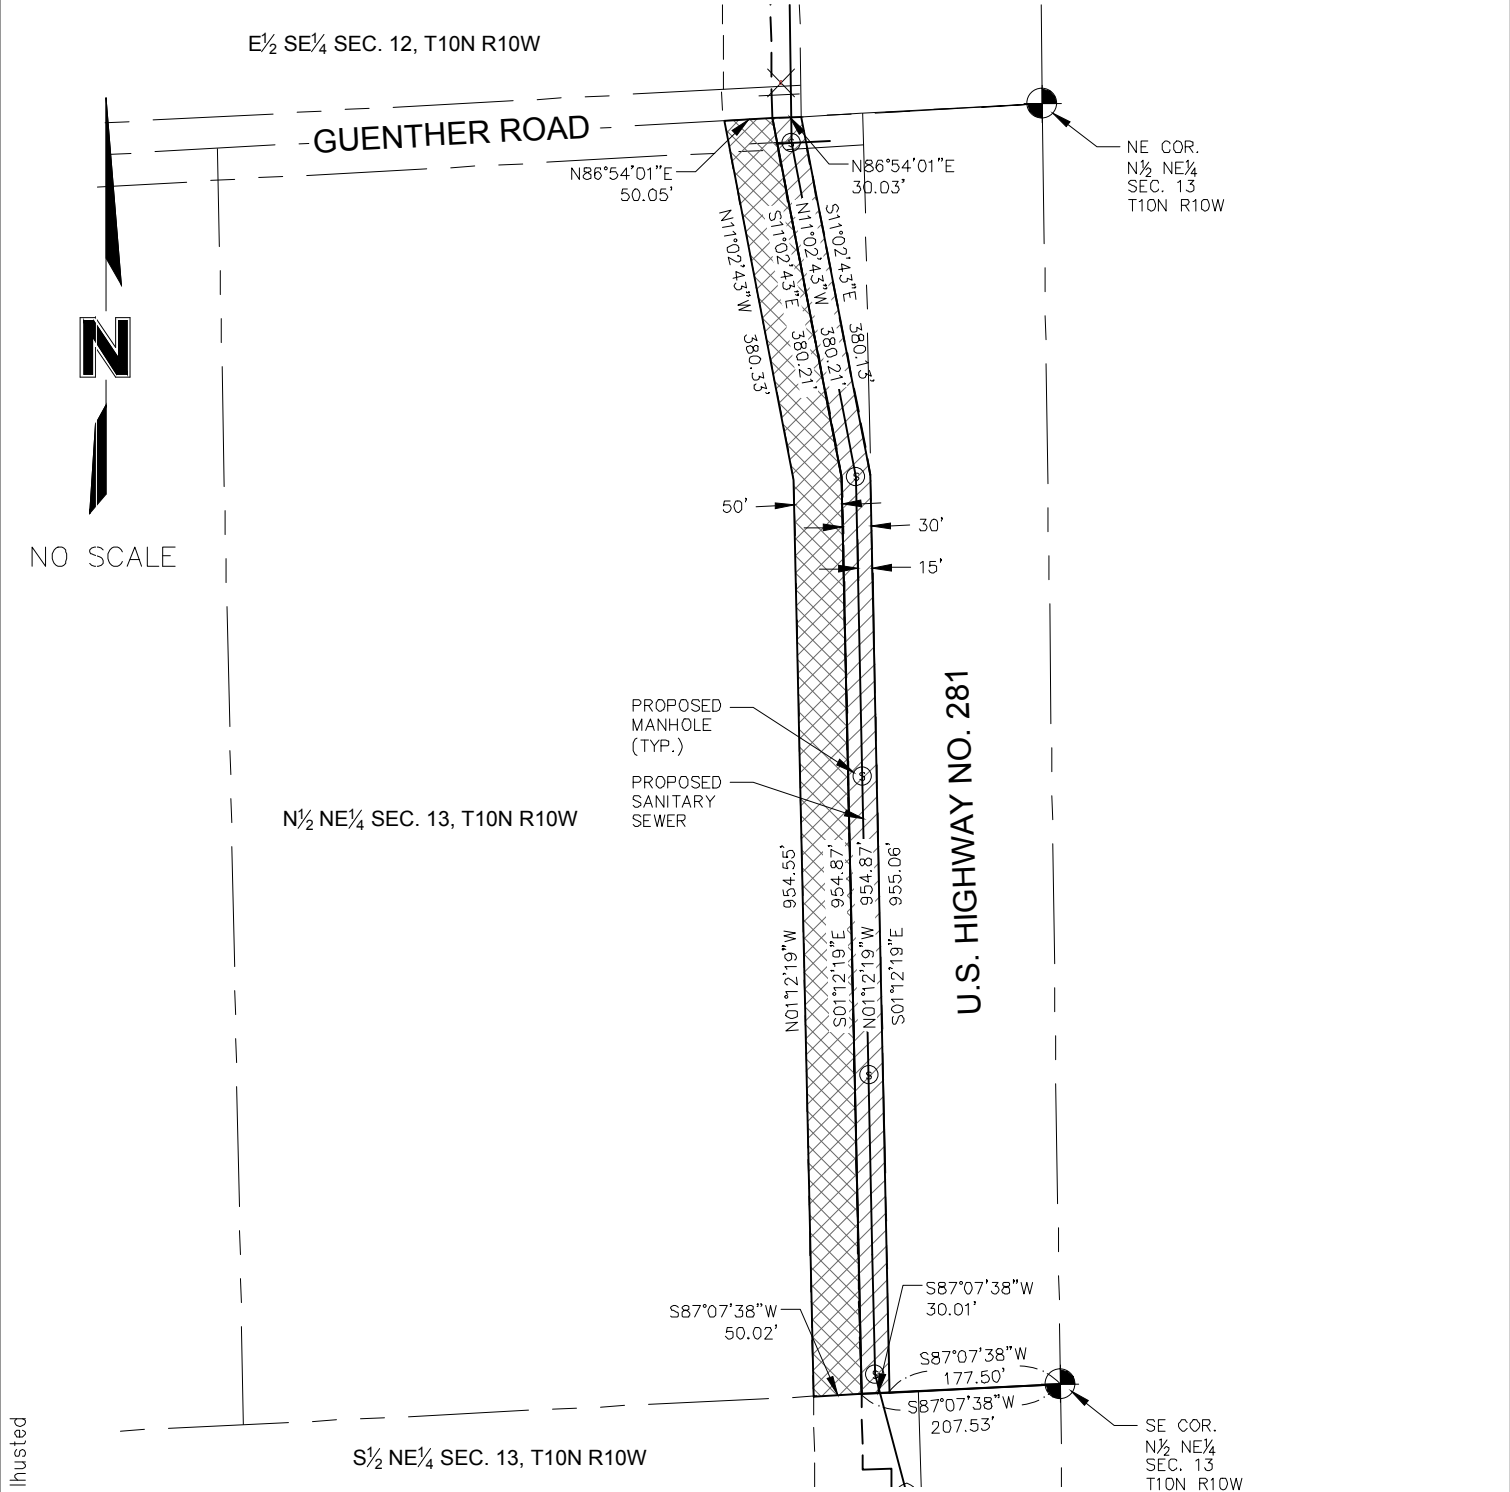 E½ SE¼ SEC. 12, T10N R10W
GUENTHER ROAD
N86°54'01"E
50.05'
N86°54'01"E
30.03'
NE COR.
N½ NE¼
SEC. 13
T10N R10W
N11°02'43"W 380.33'
S11°02'43"E 380.21'
N11°02'43"W 380.21'
S11°02'43"E 380.13'
N
NO SCALE
50'
30'
15'
PROPOSED
MANHOLE
(TYP.)
PROPOSED
SANITARY
SEWER
U.S. HIGHWAY NO. 281
N½ NE¼ SEC. 13, T10N R10W
N01°12'19"W 954.55'
S01°12'19"E 954.87'
N01°12'19"W 954.87'
S01°12'19"E 955.06'
S
S
S
S
S
S87°07'38"W
50.02'
S87°07'38"W
30.01'
S87°07'38"W
177.50'
S87°07'38"W
207.53'
SE COR.
N½ NE¼
SEC. 13
T10N R10W
S½ NE¼ SEC. 13, T10N R10W
lhusted